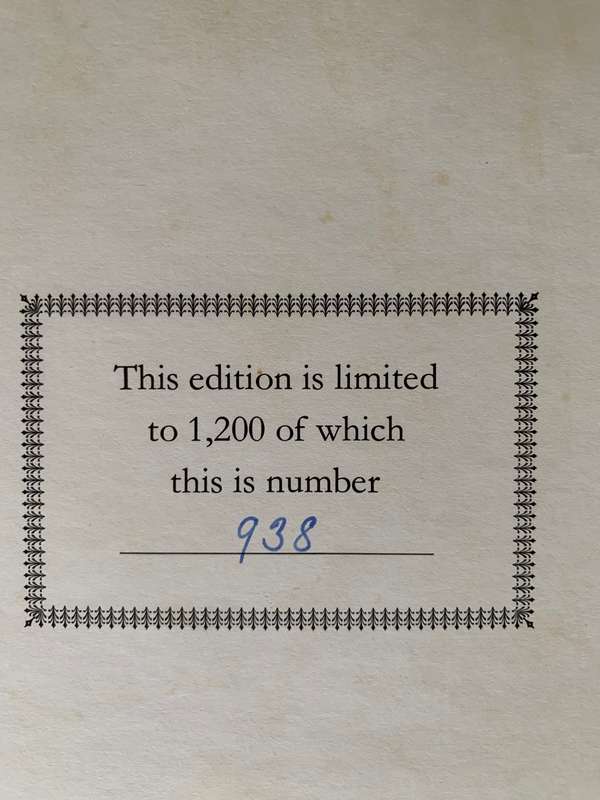 This edition is limited
to 1,200 of which
this is number
938